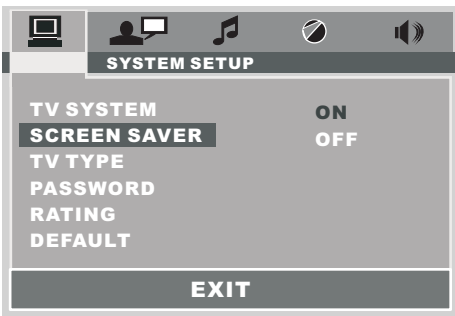 SYSTEM SETUP
TV SYSTEM ON
SCREEN SAVER OFF
TV TYPE
PASSWORD
RATING
DEFAULT
EXIT